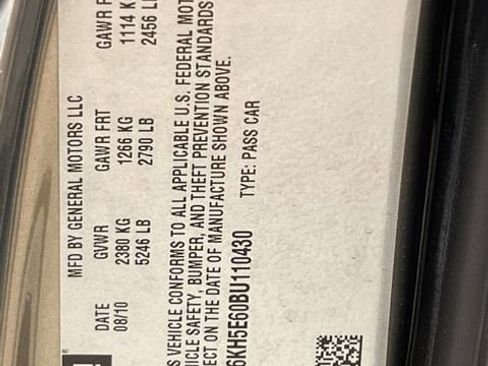 MFD BY GENERAL MOTORS LLC
DATE GVWR GAWR FRT GAWR
08/10 2380 KG 1266 KG 1114 K
5246 LB 2790 LB 2456 L
S VEHICLE CONFORMS TO ALL APPLICABLE U.S. FEDERAL MOT
HICLE SAFETY, BUMPER, AND THEFT PREVENTION STANDARDS
ECT ON THE DATE OF MANUFACTURE SHOWN ABOVE.
6KH5E60BU110430 TYPE: PASS CAR